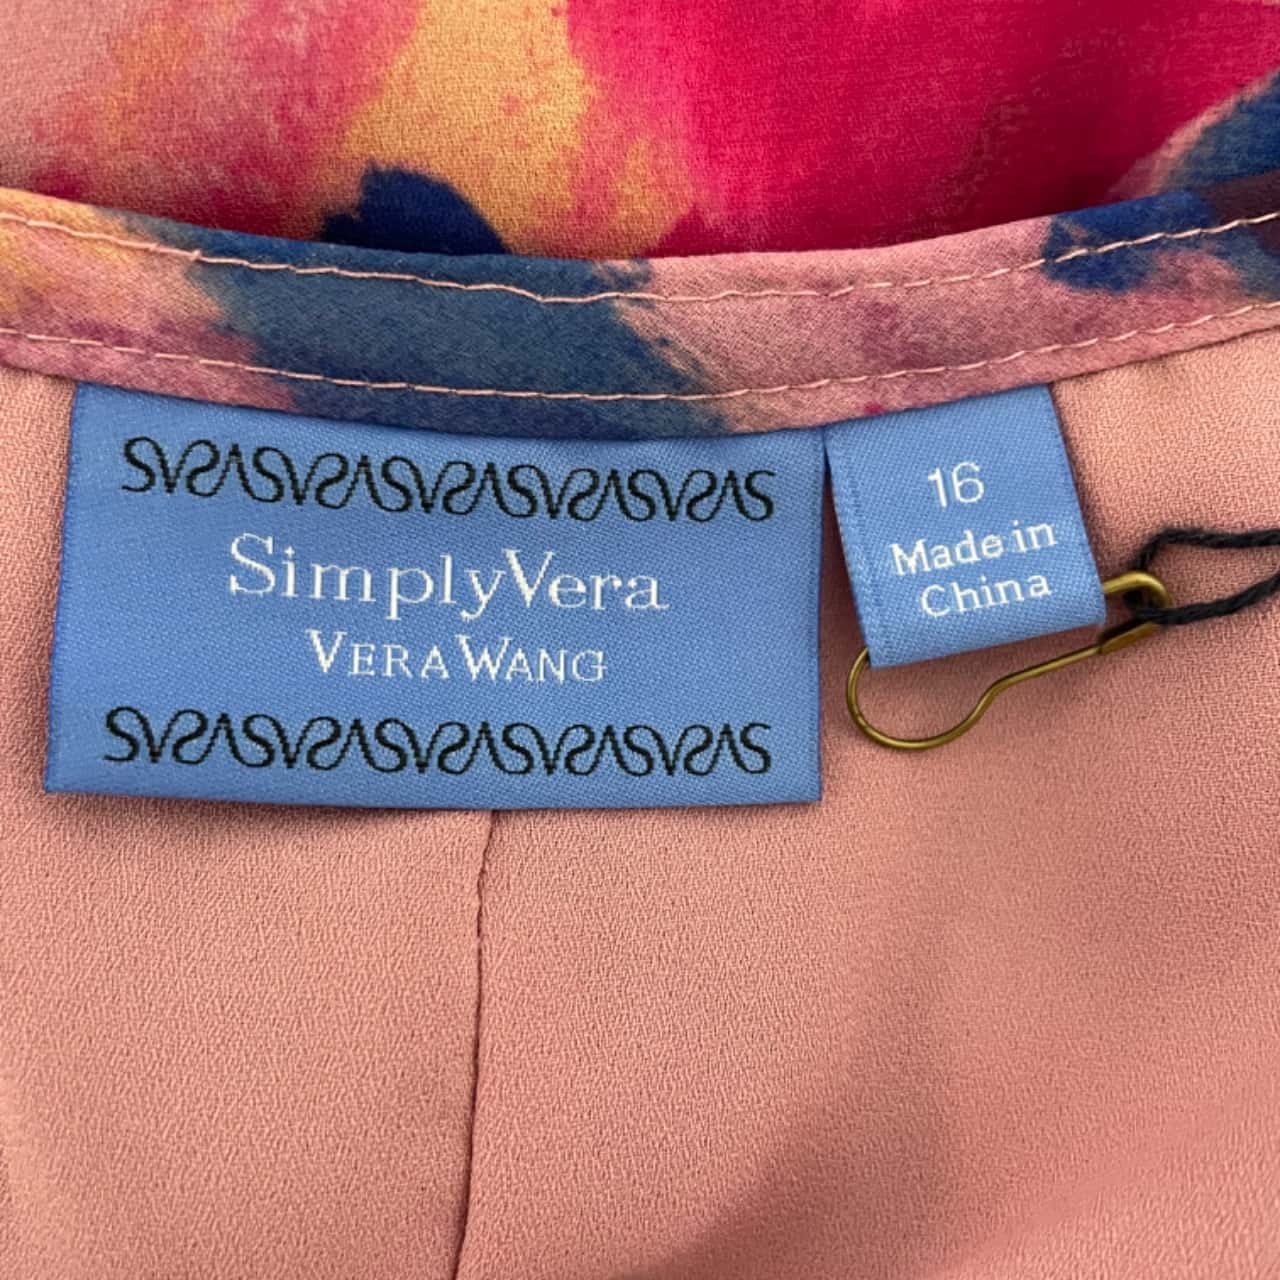 SimplyVera
VERA WANG
16
Made in
China